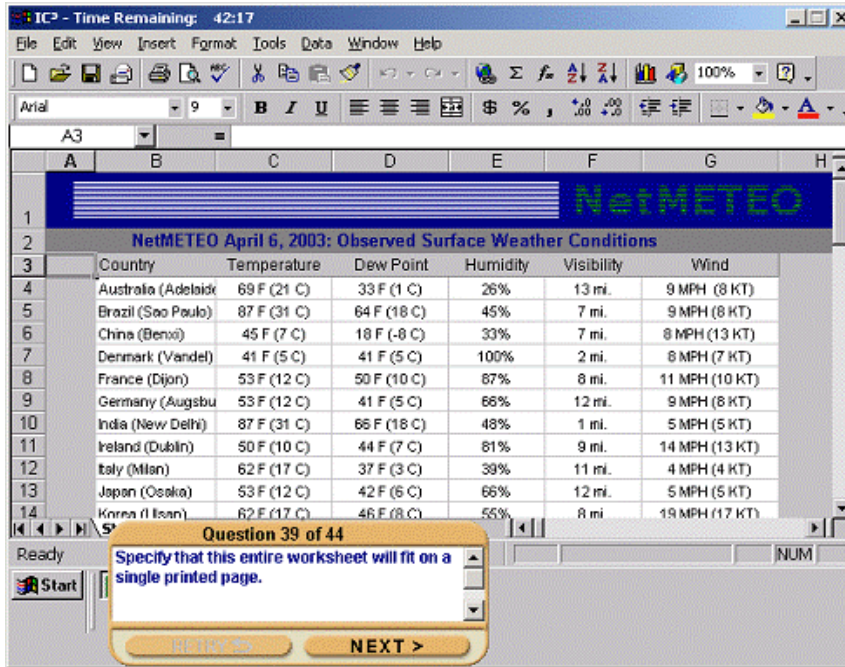 IC³ - Time Remaining: 42:17
File Edit View Insert Format Tools Data Window Help
100%
Arial 9 B I U $ % ,
A3 =
A B C D E F G H
1 NetMETEO
2 NetMETEO April 6, 2003: Observed Surface Weather Conditions
3 Country Temperature Dew Point Humidity Visibility Wind
4 Australia (Adelaide 69 F (21 C) 33 F (1 C) 26% 13 mi. 9 MPH (8 KT)
5 Brazil (Sao Paulo) 87 F (31 C) 64 F (18 C) 45% 7 mi. 9 MPH (8 KT)
6 China (Benxi) 45 F (7 C) 18 F (-8 C) 33% 7 mi. 8 MPH (13 KT)
7 Denmark (Vandel) 41 F (5 C) 41 F (5 C) 100% 2 mi. 8 MPH (7 KT)
8 France (Dijon) 53 F (12 C) 50 F (10 C) 87% 8 mi. 11 MPH (10 KT)
9 Germany (Augsbu 53 F (12 C) 41 F (5 C) 66% 12 mi. 9 MPH (8 KT)
10 India (New Delhi) 87 F (31 C) 66 F (18 C) 48% 1 mi. 5 MPH (5 KT)
11 Ireland (Dublin) 50 F (10 C) 44 F (7 C) 81% 9 mi. 14 MPH (13 KT)
12 Italy (Milan) 62 F (17 C) 37 F (3 C) 39% 11 mi. 4 MPH (4 KT)
13 Japan (Osaka) 53 F (12 C) 42 F (6 C) 66% 12 mi. 5 MPH (5 KT)
14 Korea (Ulsan) 62 F (17 C) 46 F (8 C) 55% 8 mi. 19 MPH (17 KT)
Question 39 of 44
Ready NUM
Specify that this entire worksheet will fit on a
single printed page.
Start
RETRY NEXT >